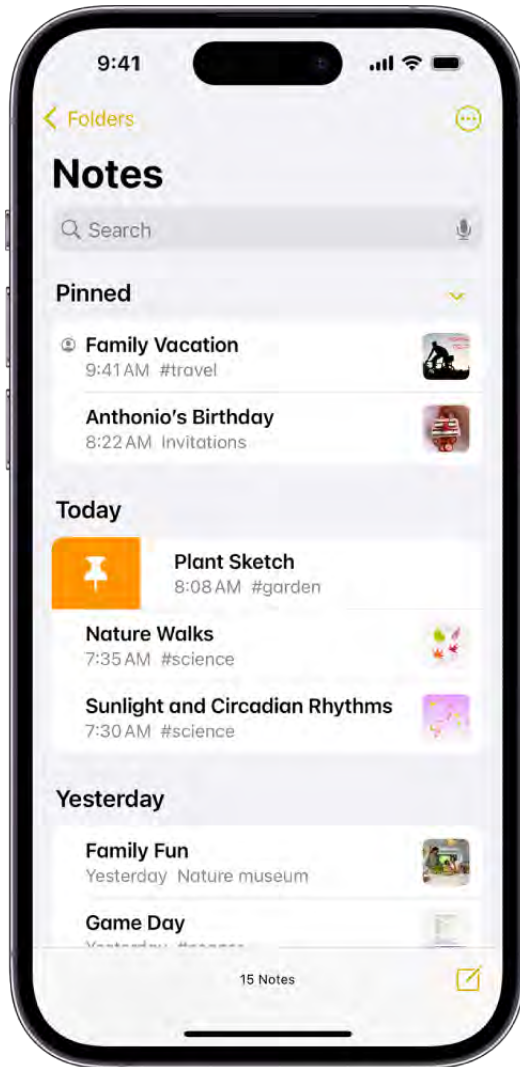 9:41
Folders
Notes
Search
Pinned
Family Vacation
9:41 AM #travel
Anthonio's Birthday
8:22 AM Invitations
Today
Plant Sketch
8:08 AM #garden
Nature Walks
7:35 AM #science
Sunlight and Circadian Rhythms
7:30 AM #science
Yesterday
Family Fun
Yesterday Nature museum
Game Day
Yesterday
15 Notes